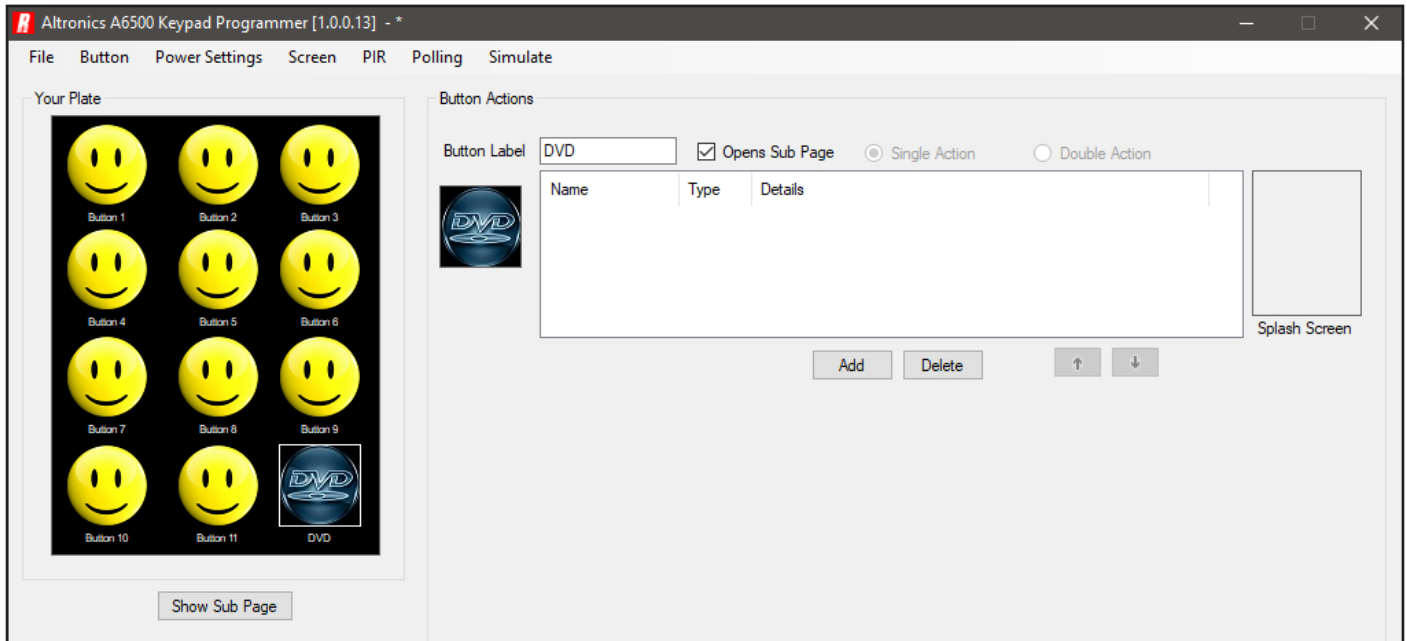 R Altronics A6500 Keypad Programmer [1.0.0.13] - *
File Button Power Settings Screen PIR Polling Simulate
Your Plate
Button 1 Button 2 Button 3
Button 4 Button 5 Button 6
Button 7 Button 8 Button 9
DVD
Button 10 Button 11 DVD
Show Sub Page
Button Actions
Button Label DVD Opens Sub Page Single Action Double Action
DVD
Name Type Details
Splash Screen
Add Delete